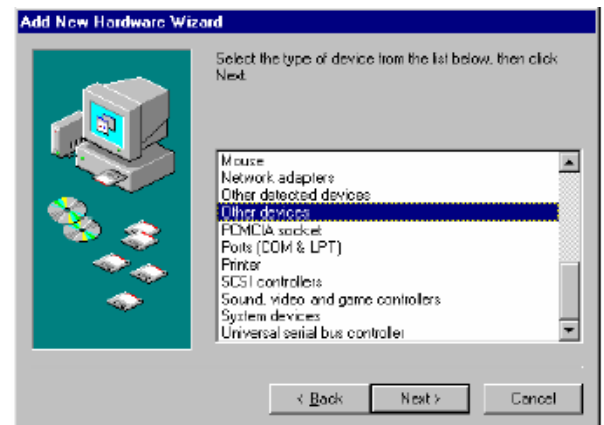 Add New Hardware Wizard
Select the type of device from the list below, then click
Next.
Mouse
Network adapters
Other detected devices
Other devices
PCMCIA socket
Ports (COM & LPT)
Printer
SCSI controllers
Sound, video and game controllers
System devices
Universal serial bus controller
< Back
Next >
Cancel